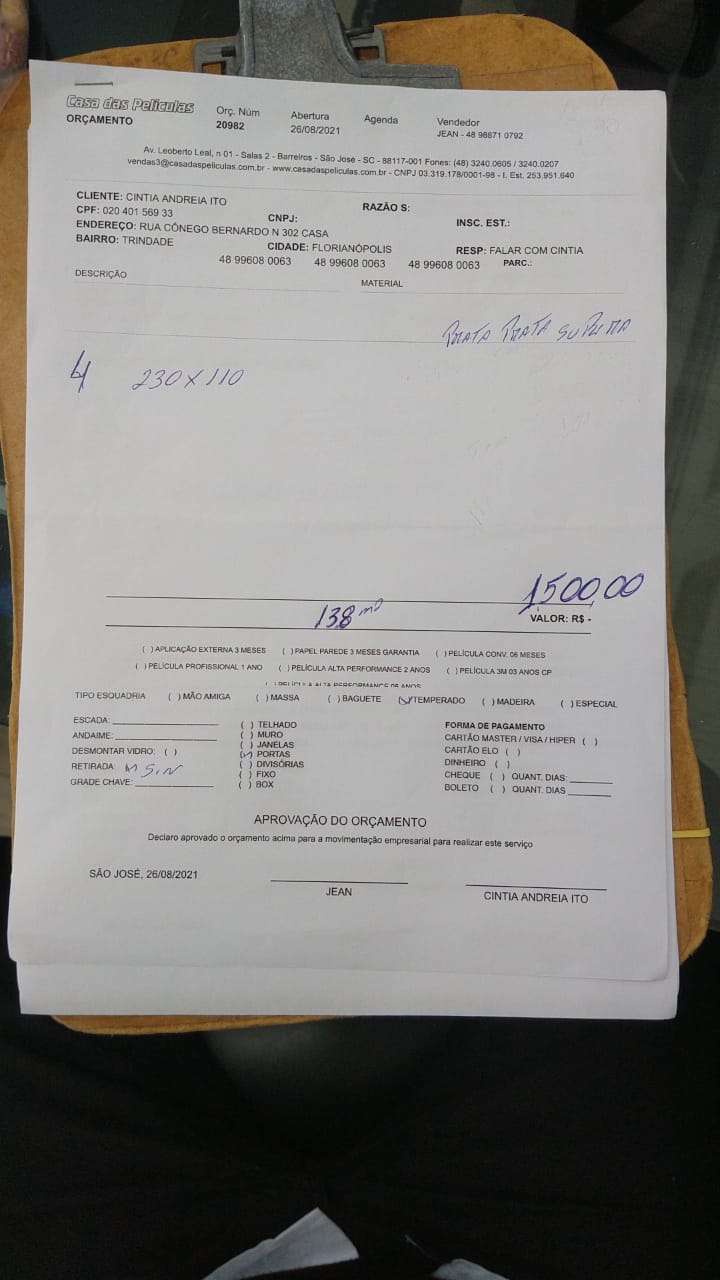 Casa das Películas
ORÇAMENTO
Orç. Núm
20982
Abertura
26/08/2021
Agenda
Vendedor
JEAN - 48 98871 0792
Av. Leoberto Leal, n 01 - Salas 2 - Barreiros - São José - SC - 88117-001 Fones: (48) 3240.0605 / 3240.0207
vendas3@casadaspeliculas.com.br - www.casadaspeliculas.com.br - CNPJ 03.319.178/0001-98 - I. Est. 253.951.640
CLIENTE: CINTIA ANDREIA ITO RAZÃO S:
CPF: 020 401 569 33 CNPJ: INSC. EST.:
ENDEREÇO: RUA CÔNEGO BERNARDO N 302 CASA
BAIRRO: TRINDADE CIDADE: FLORIANÓPOLIS RESP: FALAR COM CINTIA
48 99608 0063 48 99608 0063 48 99608 0063 PARC.:
DESCRIÇÃO MATERIAL
PRATA PRATA
4 230 X 110
1500,00
VALOR: R$ -
( ) APLICAÇÃO EXTERNA 3 MESES ( ) PAPEL PAREDE 3 MESES GARANTIA ( ) PELÍCULA CONV. 06 MESES
( ) PELÍCULA PROFISSIONAL 1 ANO ( ) PELÍCULA ALTA PERFORMANCE 2 ANOS ( ) PELÍCULA 3M 03 ANOS CP
( ) PELÍCULA ALTA PERFORMANCE 05 ANOS
TIPO ESQUADRIA ( ) MÃO AMIGA ( ) MASSA ( ) BAGUETE ( ) TEMPERADO ( ) MADEIRA ( ) ESPECIAL
ESCADA:
ANDAIME:
DESMONTAR VIDRO: ( )
RETIRADA:
GRADE CHAVE:
( ) TELHADO
( ) MURO
( ) JANELAS
( ) PORTAS
( ) DIVISÓRIAS
( ) FIXO
( ) BOX
FORMA DE PAGAMENTO
CARTÃO MASTER / VISA / HIPER ( )
CARTÃO ELO ( )
DINHEIRO ( )
CHEQUE ( ) QUANT. DIAS:
BOLETO ( ) QUANT. DIAS
APROVAÇÃO DO ORÇAMENTO
Declaro aprovado o orçamento acima para a movimentação empresarial para realizar este serviço
SÃO JOSÉ, 26/08/2021
JEAN
CINTIA ANDREIA ITO